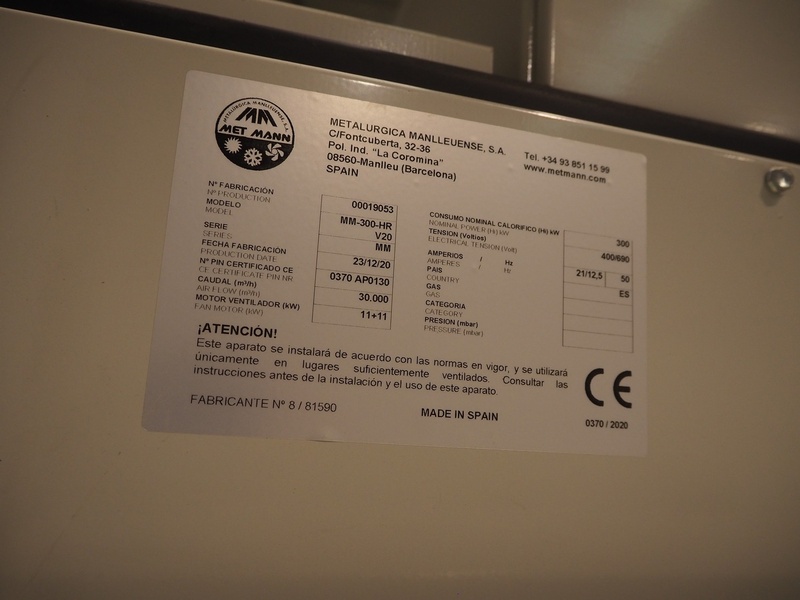 METALURGICA MANLLEUENSE, S.A.
MET MANN
METALURGICA MANLLEUENSE, S.A.
C/Fontcuberta, 32-36
Pol. Ind. "La Coromina"
08560-Manlleu (Barcelona)
SPAIN
Tel. +34 93 851 15 99
www.metmann.com
Nº FABRICACIÓN 00019053
Nº PRODUCTION
MODELO MM-300-HR
MODEL V20
SERIE MM
SERIES
FECHA FABRICACIÓN 23/12/20
PRODUCTION DATE
Nº PIN CERTIFICADO CE 0370 AP0130
CE CERTIFICATE PIN NR
CAUDAL (m³/h) 30.000
AIR FLOW (m³/h)
MOTOR VENTILADOR (kW) 11+11
FAN MOTOR (kW)
CONSUMO NOMINAL CALORIFICO (Hi) kW 300
NOMINAL POWER (Hi) kW
TENSION (Voltios) 400/690
ELECTRICAL TENSION (Volt)
AMPERIOS / Hz 21/12,5 50
AMPERES / Hz
PAIS ES
COUNTRY
GAS
GAS
CATEGORIA
CATEGORY
PRESION (mbar)
PRESSURE (mbar)
¡ATENCIÓN!
Este aparato se instalará de acuerdo con las normas en vigor, y se utilizará
únicamente en lugares suficientemente ventilados. Consultar las
instrucciones antes de la instalación y el uso de este aparato.
CE
FABRICANTE Nº 8 / 81590
MADE IN SPAIN
0370 / 2020